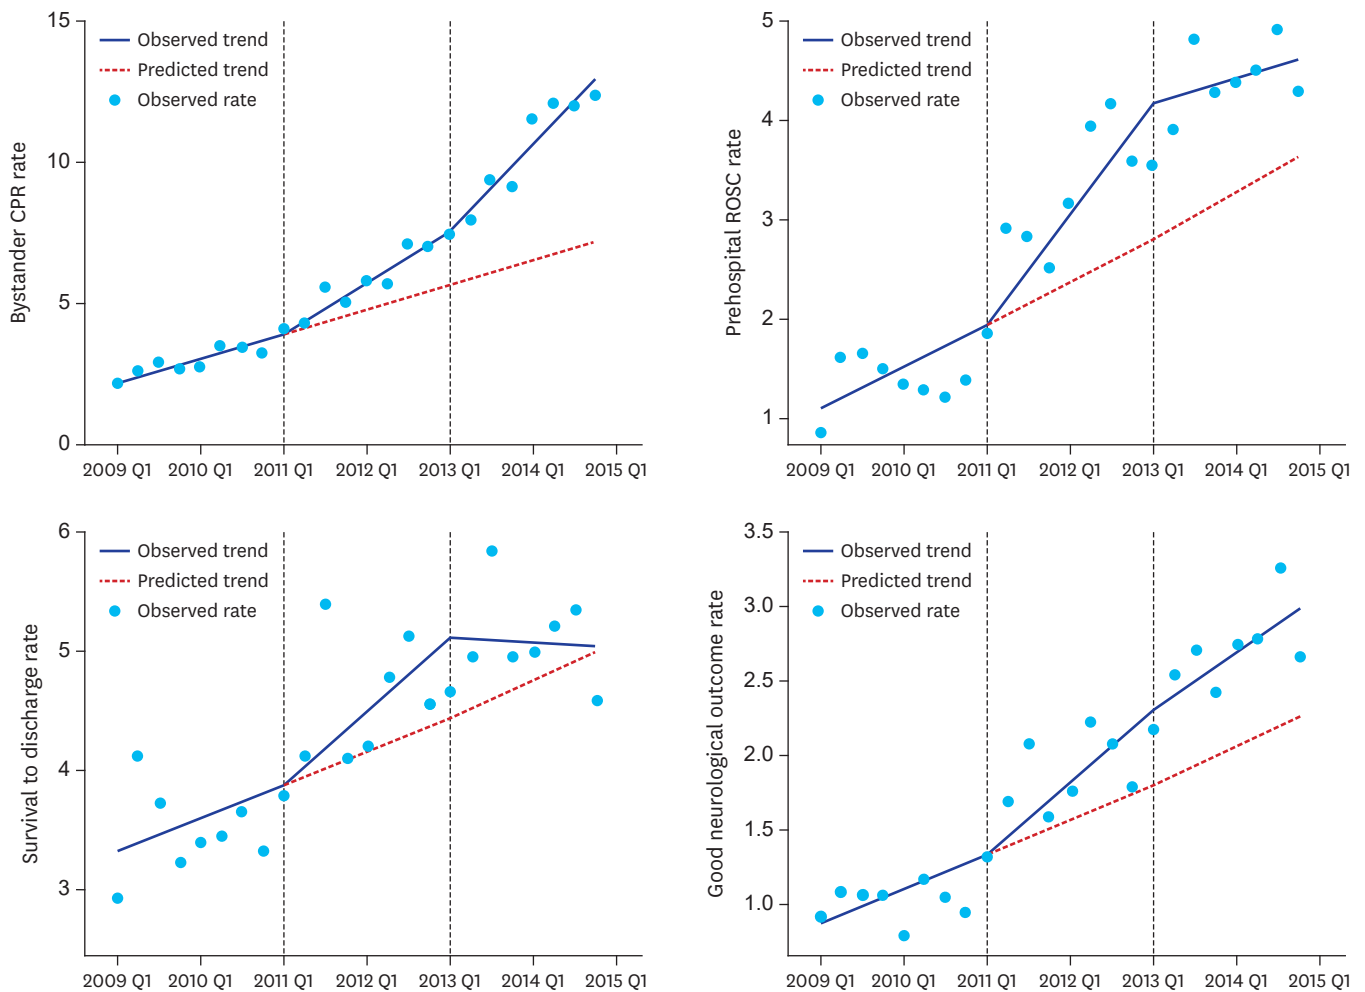 Bystander CPR rate
15
10
5
0
Observed trend
Predicted trend
Observed rate
2009 Q1 2010 Q1 2011 Q1 2012 Q1 2013 Q1 2014 Q1 2015 Q1
Prehospital ROSC rate
5
4
3
2
1
Observed trend
Predicted trend
Observed rate
2009 Q1 2010 Q1 2011 Q1 2012 Q1 2013 Q1 2014 Q1 2015 Q1
Survival to discharge rate
6
5
4
3
Observed trend
Predicted trend
Observed rate
2009 Q1 2010 Q1 2011 Q1 2012 Q1 2013 Q1 2014 Q1 2015 Q1
Good neurological outcome rate
3.5
3.0
2.5
2.0
1.5
1.0
Observed trend
Predicted trend
Observed rate
2009 Q1 2010 Q1 2011 Q1 2012 Q1 2013 Q1 2014 Q1 2015 Q1